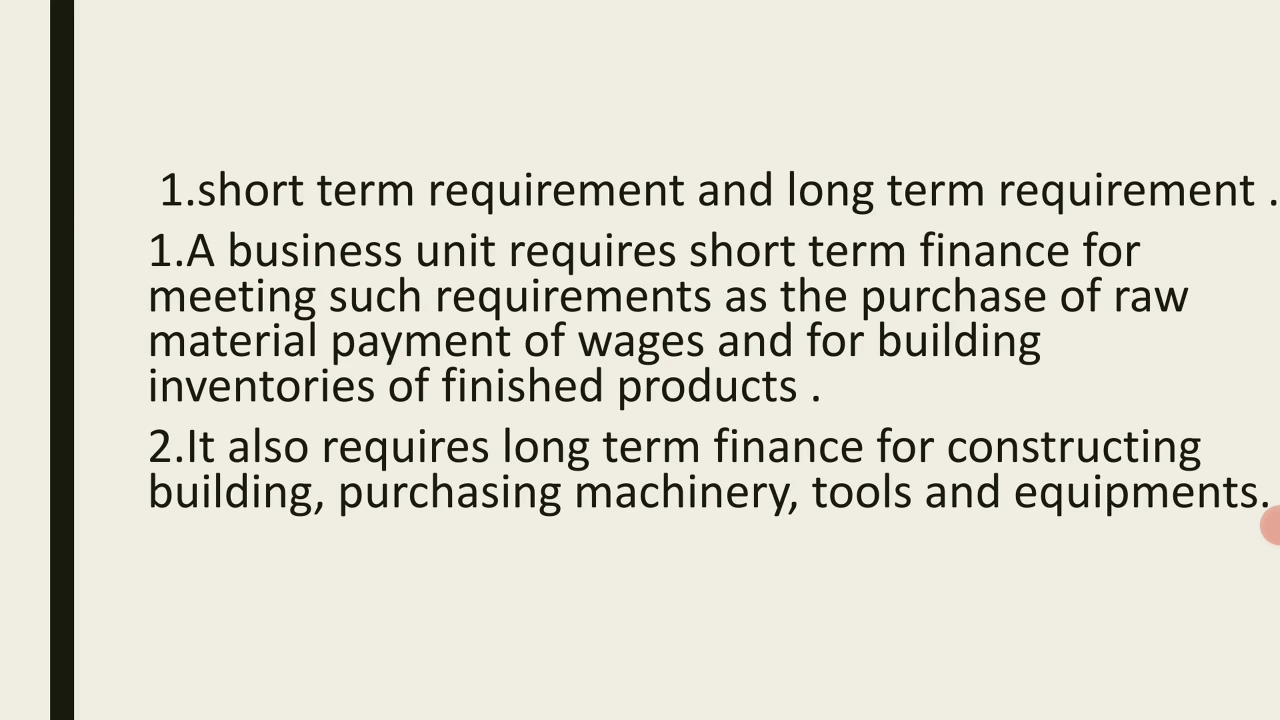 1.short term requirement and long term requirement .
1.A business unit requires short term finance for
meeting such requirements as the purchase of raw
material payment of wages and for building
inventories of finished products .
2.It also requires long term finance for constructing
building, purchasing machinery, tools and equipments.